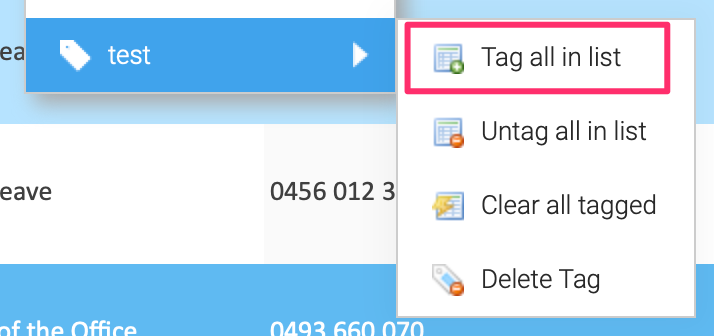 ea
test
Tag all in list
Untag all in list
eave
0456 012 3
Clear all tagged
Delete Tag
of the Office
0493 660 070